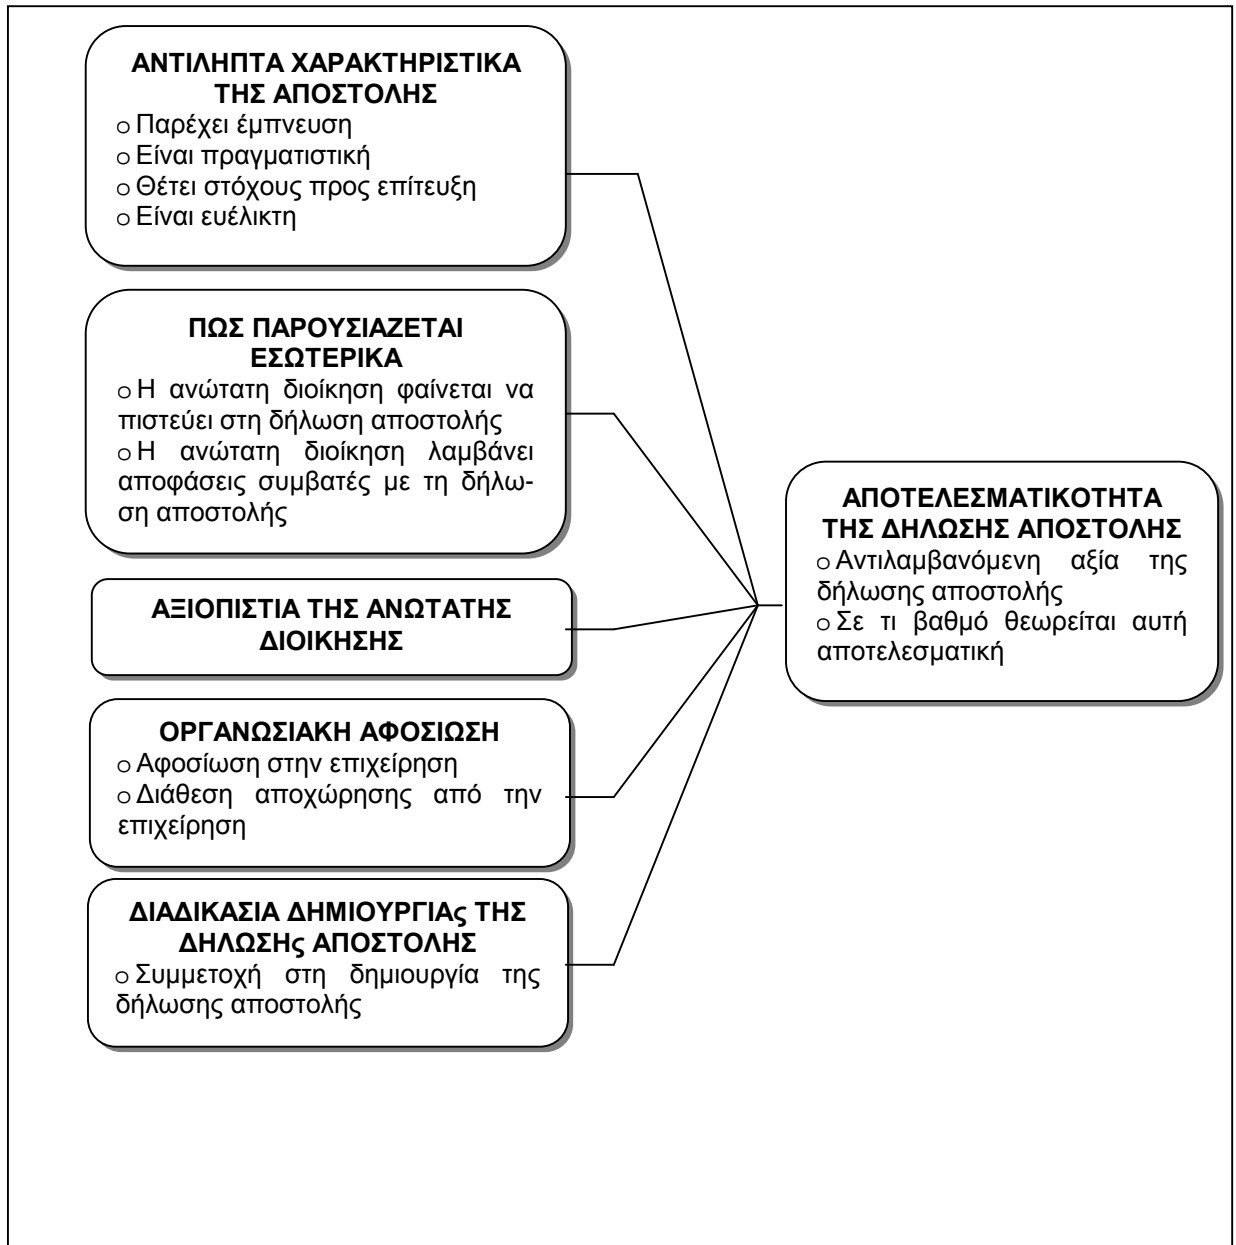 ΑΝΤΙΛΗΠΤΑ ΧΑΡΑΚΤΗΡΙΣΤΙΚΑ
ΤΗΣ ΑΠΟΣΤΟΛΗΣ
o Παρέχει έμπνευση
o Είναι πραγματιστική
o Θέτει στόχους προς επίτευξη
o Είναι ευέλικτη
ΠΩΣ ΠΑΡΟΥΣΙΑΖΕΤΑΙ
ΕΣΩΤΕΡΙΚΑ
o Η ανώτατη διοίκηση φαίνεται να
πιστεύει στη δήλωση αποστολής
o Η ανώτατη διοίκηση λαμβάνει
αποφάσεις συμβατές με τη δήλω-
ση αποστολής
ΑΞΙΟΠΙΣΤΙΑ ΤΗΣ ΑΝΩΤΑΤΗΣ
ΔΙΟΙΚΗΣΗΣ
ΟΡΓΑΝΩΣΙΑΚΗ ΑΦΟΣΙΩΣΗ
o Αφοσίωση στην επιχείρηση
o Διάθεση αποχώρησης από την
επιχείρηση
ΔΙΑΔΙΚΑΣΙΑ ΔΗΜΙΟΥΡΓΙΑς ΤΗΣ
ΔΗΛΩΣΗς ΑΠΟΣΤΟΛΗΣ
o Συμμετοχή στη δημιουργία της
δήλωσης αποστολής
ΑΠΟΤΕΛΕΣΜΑΤΙΚΟΤΗΤΑ
ΤΗΣ ΔΗΛΩΣΗΣ ΑΠΟΣΤΟΛΗΣ
o Αντιλαμβανόμενη αξία της
δήλωσης αποστολής
o Σε τι βαθμό θεωρείται αυτή
αποτελεσματική